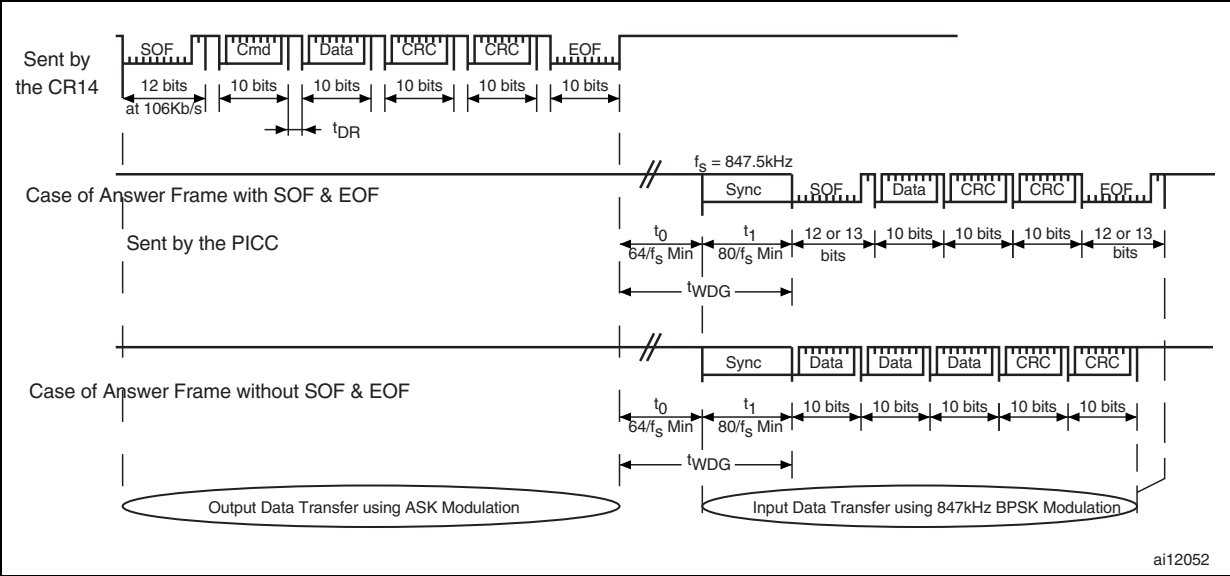 Sent by
the CR14
SOF Cmd Data CRC CRC EOF
12 bits 10 bits 10 bits 10 bits 10 bits 10 bits
at 106Kb/s
tDR
fs = 847.5kHz
Sync SOF Data CRC CRC EOF
Case of Answer Frame with SOF & EOF
Sent by the PICC
t0 t1 12 or 13 10 bits 10 bits 10 bits 12 or 13
64/fs Min 80/fs Min bits bits
tWDG
Sync Data Data Data CRC CRC
Case of Answer Frame without SOF & EOF
t0 t1 10 bits 10 bits 10 bits 10 bits 10 bits
64/fs Min 80/fs Min
tWDG
Output Data Transfer using ASK Modulation Input Data Transfer using 847kHz BPSK Modulation
ai12052